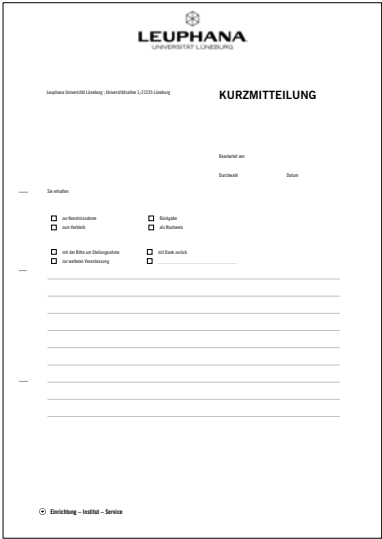 LEUPHANA
UNIVERSITÄT LÜNEBURG
Leuphana Universität Lüneburg · Universitätsallee 1·21335 Lüneburg
KURZMITTEILUNG
Bearbeitet von
Durchwahl Datum
Sie erhalten
zur Kenntnisnahme Rückgabe
zum Verbleib als Nachweis
mit der Bitte um Stellungnahme mit Dank zurück
zur weiteren Veranlassung
Einrichtung – Institut – Service